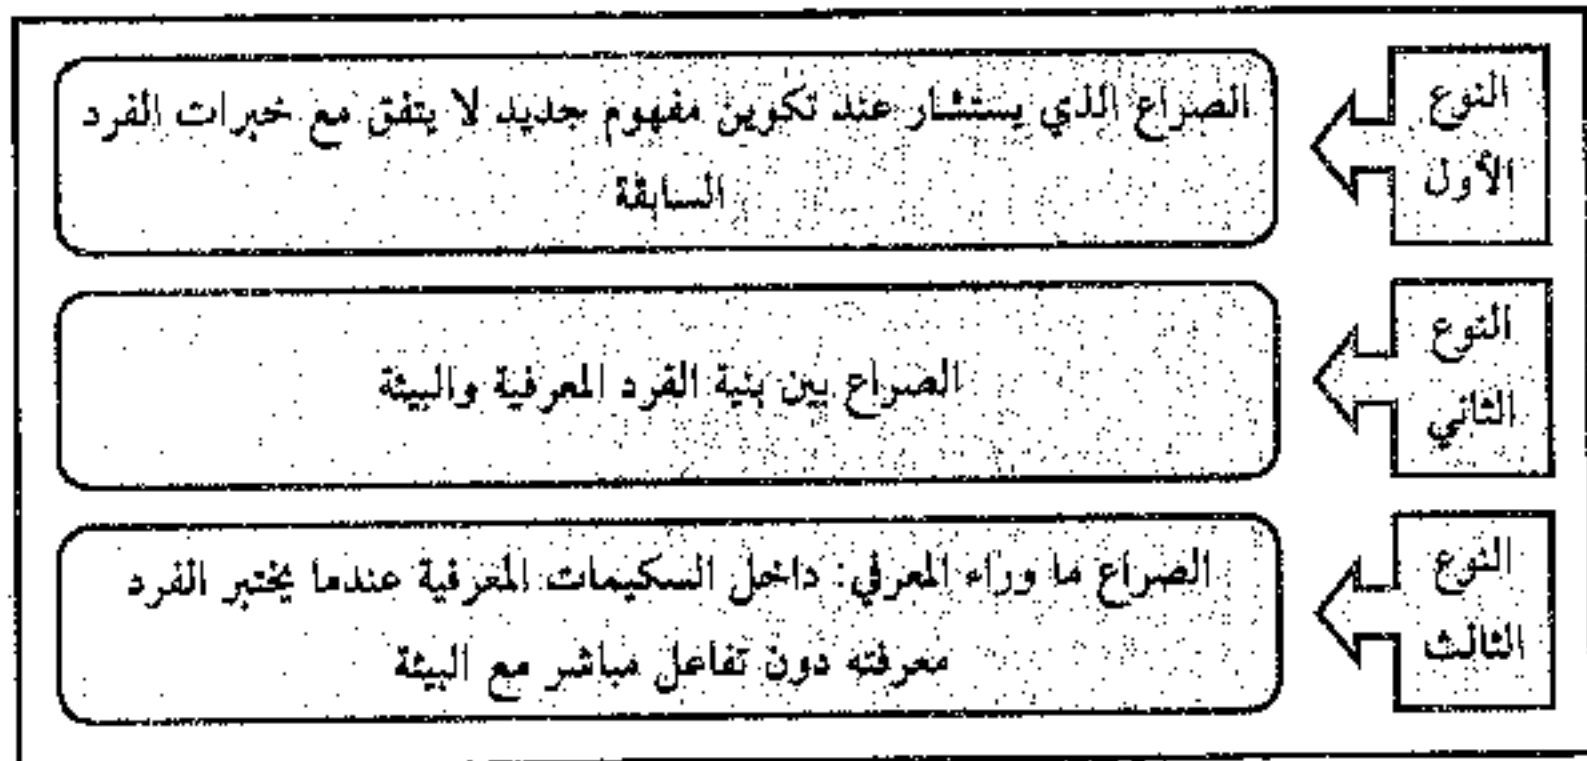 النوع
الأول
الصراع الذي يستشار عند تكوين مفهوم جديد لا يتفق مع خبرات الفرد
السابقة
النوع
الثاني
الصراع بين بنية الفرد المعرفية والبيئة
النوع
الثالث
الصراع ما وراء المعرفي: داخل السكيمات المعرفية عندما يختبر الفرد
معرفته دون تفاعل مباشر مع البيئة